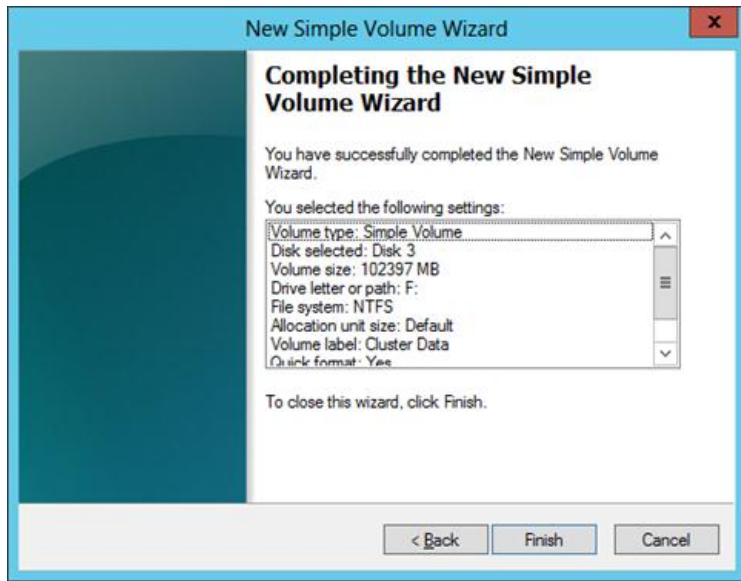 New Simple Volume Wizard
x
Completing the New Simple
Volume Wizard
You have successfully completed the New Simple Volume
Wizard.
You selected the following settings:
Volume type: Simple Volume
Disk selected: Disk 3
Volume size: 102397 MB
Drive letter or path: F:
File system: NTFS
Allocation unit size: Default
Volume label: Cluster Data
Quick format: Yes
To close this wizard, click Finish.
< Back
Finish
Cancel